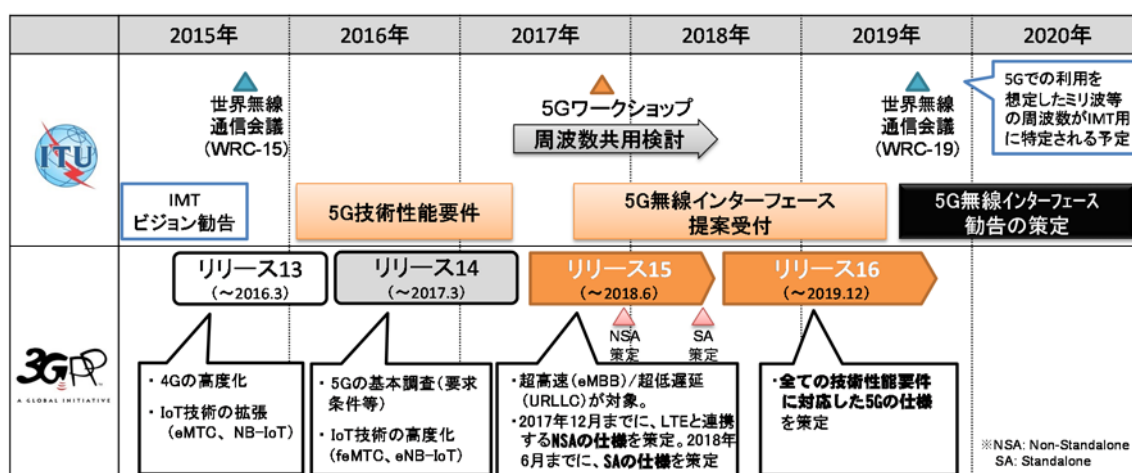 2015年 2016年 2017年 2018年 2019年 2020年
ITU
世界無線
通信会議
(WRC-15)
5Gワークショップ
周波数共用検討
世界無線
通信会議
(WRC-19)
5Gでの利用を
想定したミリ波等
の周波数がIMT用
に特定される予定
IMT
ビジョン勧告
5G技術性能要件
5G無線インターフェース
提案受付
5G無線インターフェース
勧告の策定
3GPP
A GLOBAL INITIATIVE
リリース13
(~2016.3)
リリース14
(~2017.3)
リリース15
(~2018.6)
リリース16
(~2019.12)
NSA
策定
SA
策定
・4Gの高度化
・IoT技術の拡張
(eMTC、NB-IoT)
・5Gの基本調査(要求
条件等)
・IoT技術の高度化
(feMTC、eNB-IoT)
・超高速(eMBB)/超低遅延
(URLLC)が対象。
・2017年12月までに、LTEと連携
するNSAの仕様を策定。2018年
6月までに、SAの仕様を策定
・全ての技術性能要件
に対応した5Gの仕様
を策定
※NSA: Non-Standalone
SA: Standalone